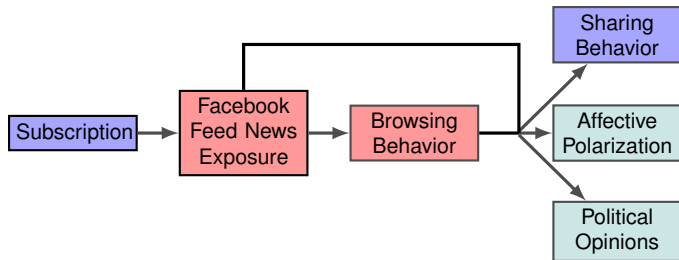 Subscription
Facebook
Feed News
Exposure
Browsing
Behavior
Sharing
Behavior
Affective
Polarization
Political
Opinions